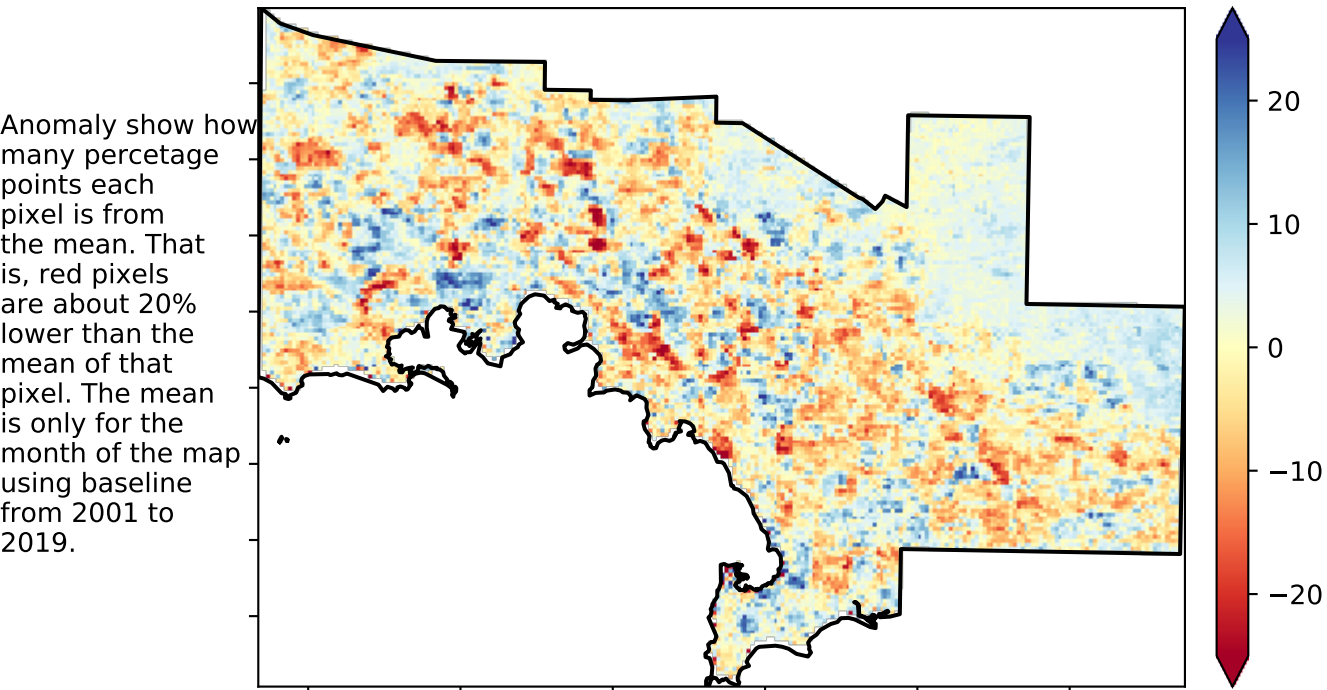 Anomaly show how
many percetage
points each
pixel is from
the mean. That
is, red pixels
are about 20%
lower than the
mean of that
pixel. The mean
is only for the
month of the map
using baseline
from 2001 to
2019.
20
10
0
−10
−20